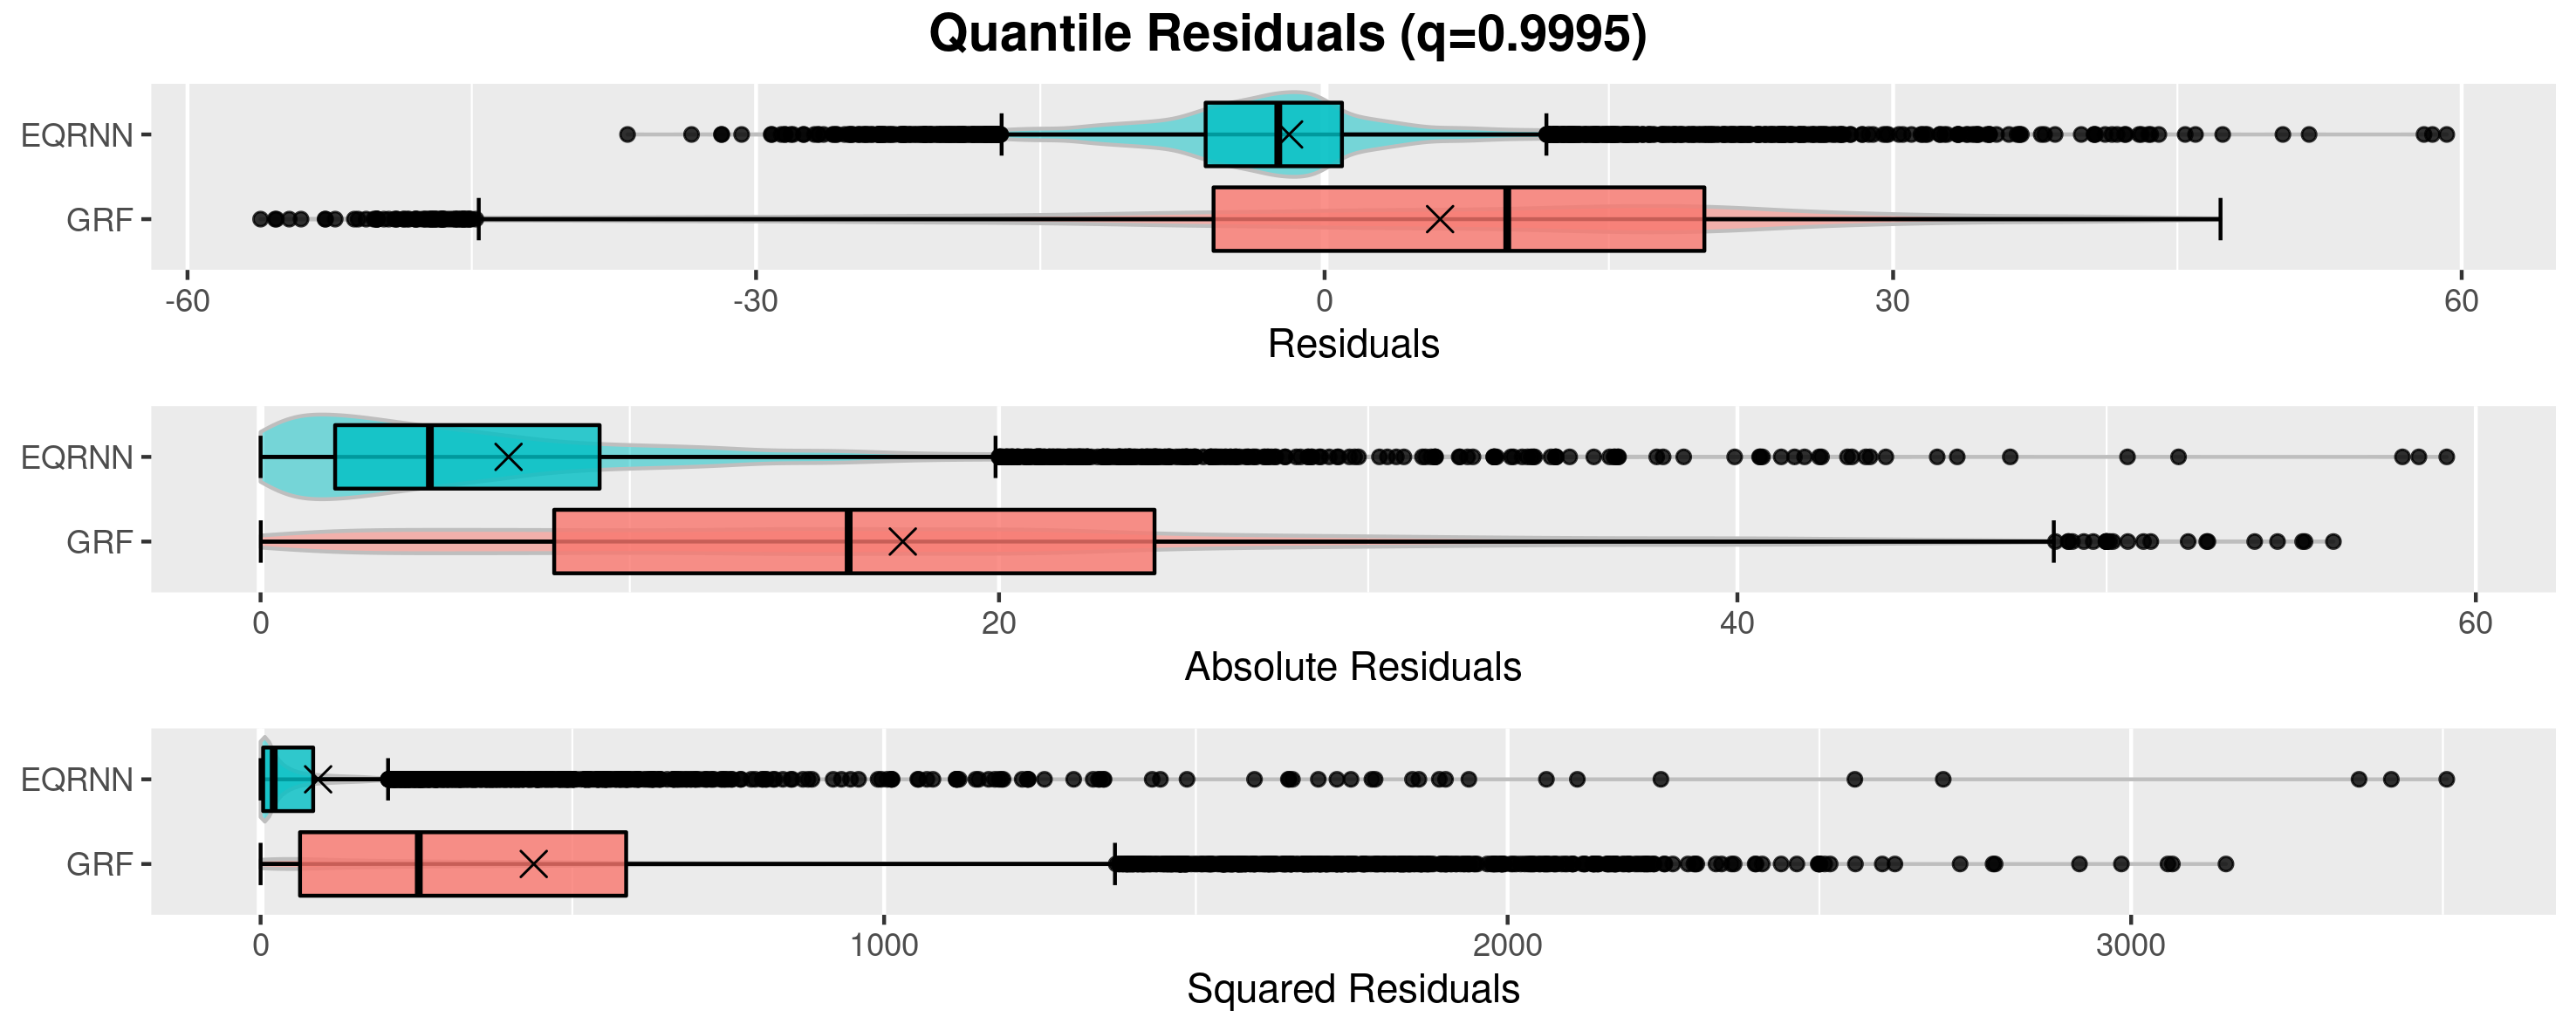 Quantile Residuals (q=0.9995)
EQRNN
GRF
-60 -30 0 30 60
Residuals
EQRNN
GRF
0 20 40 60
Absolute Residuals
EQRNN
GRF
0 1000 2000 3000
Squared Residuals